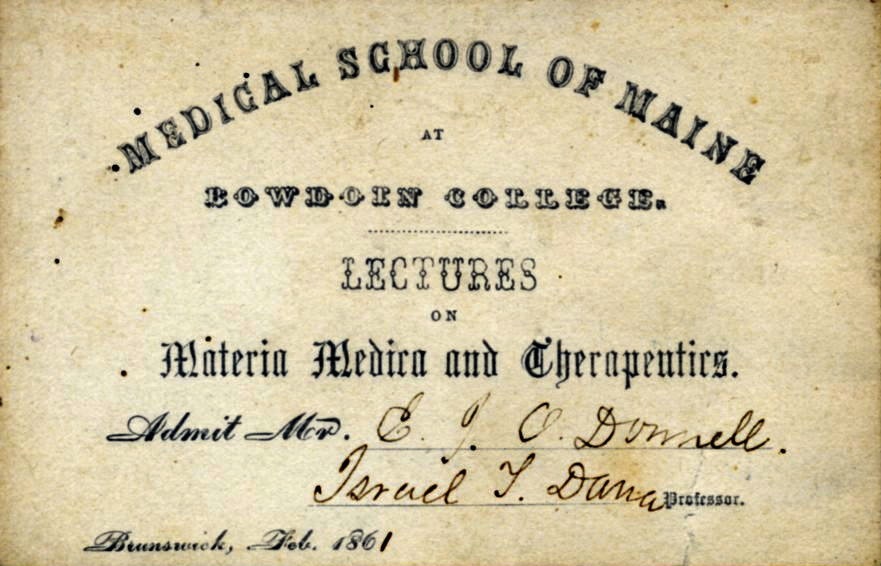 MEDICAL SCHOOL OF MAINE
AT
BOWDOIN COLLEGE.
LECTURES
ON
Materia Medica and Therapeutics.
Admit Mr. E. J. O. Donnell.
Israel T. Dana Professor.
Brunswick, Feb. 1861